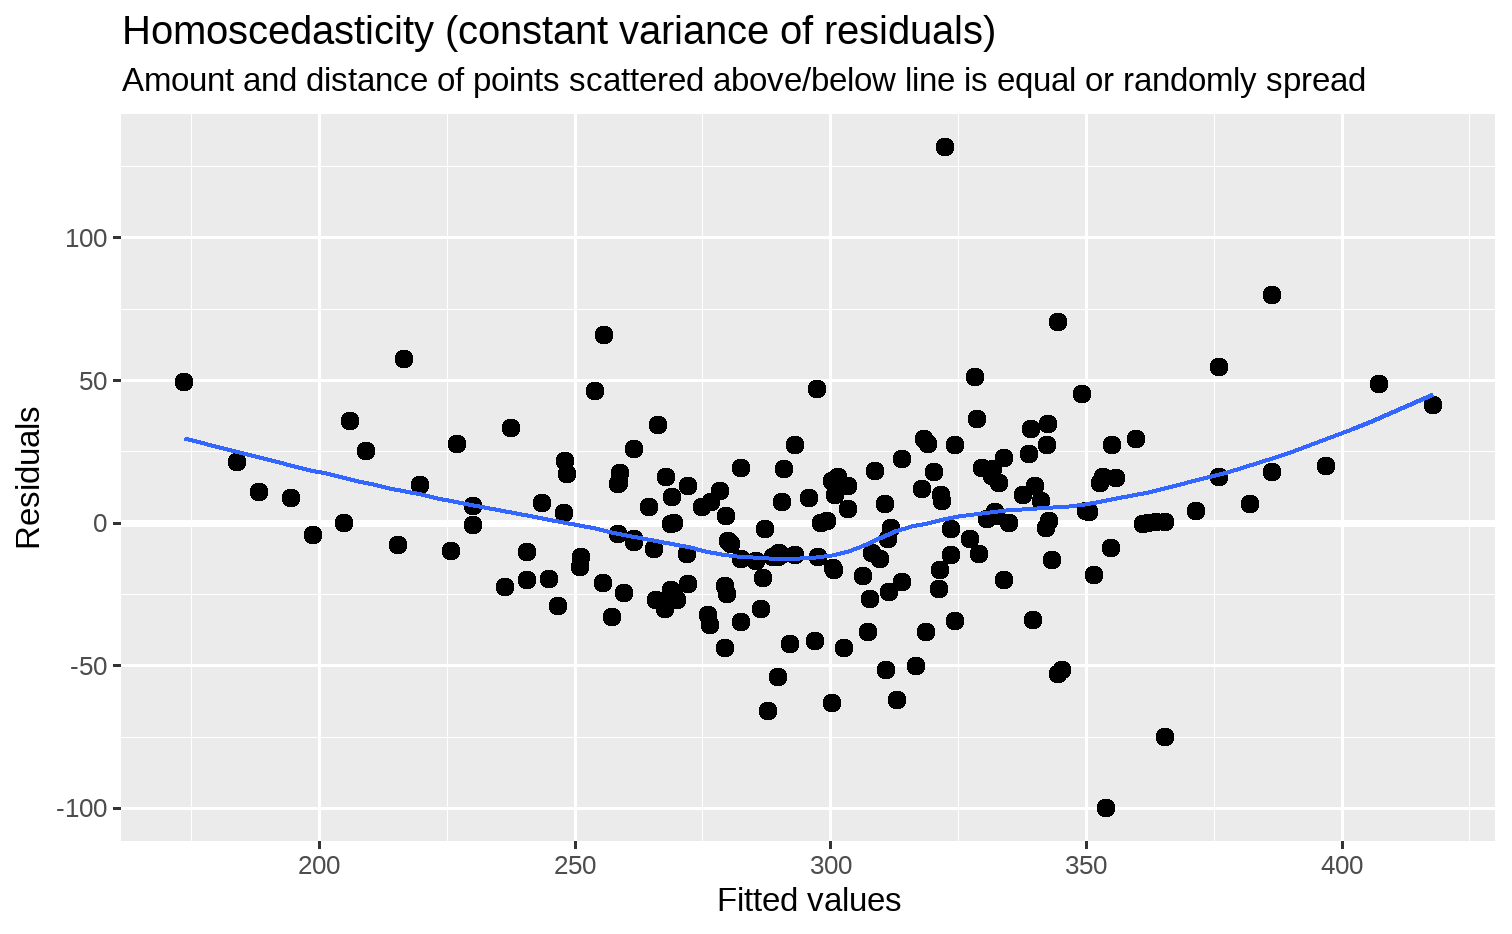 Homoscedasticity (constant variance of residuals)
Amount and distance of points scattered above/below line is equal or randomly spread
Residuals
100
50
0
-50
-100
200 250 300 350 400
Fitted values